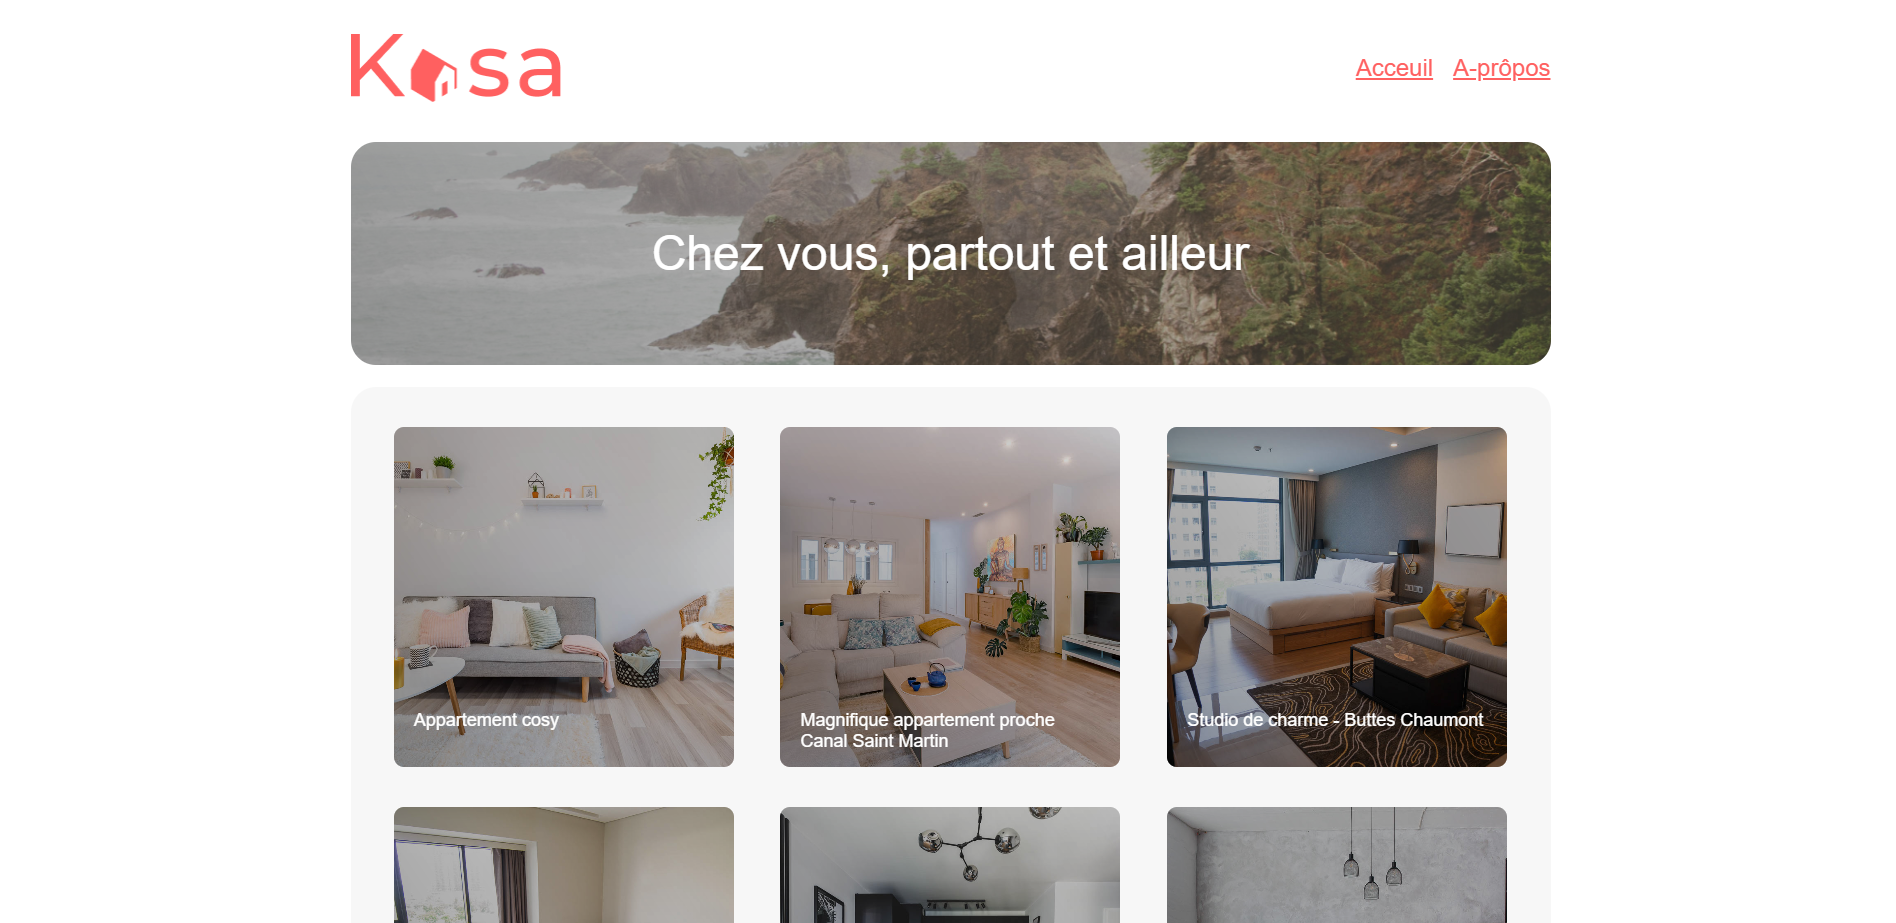 Kasa
Acceuil A-prôpos
Chez vous, partout et ailleur
Appartement cosy
Magnifique appartement proche
Canal Saint Martin
Studio de charme - Buttes Chaumont